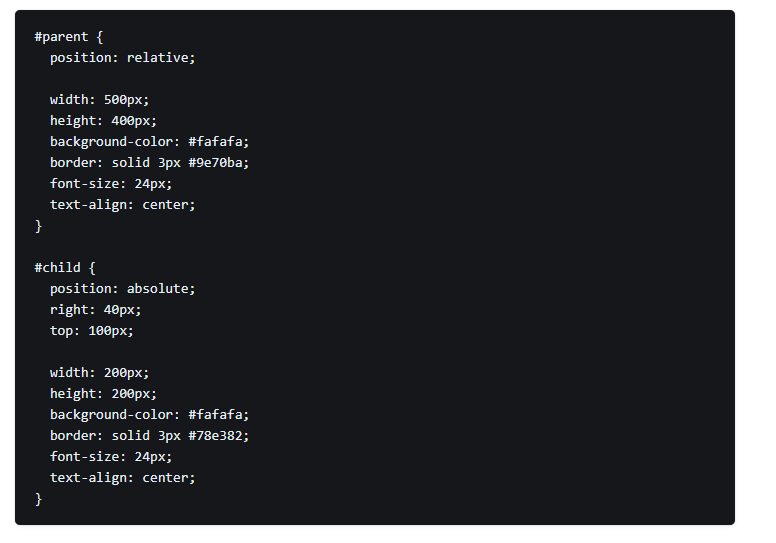 #parent {
  position: relative;

  width: 500px;
  height: 400px;
  background-color: #fafafa;
  border: solid 3px #9e70ba;
  font-size: 24px;
  text-align: center;
}

#child {
  position: absolute;
  right: 40px;
  top: 100px;

  width: 200px;
  height: 200px;
  background-color: #fafafa;
  border: solid 3px #78e382;
  font-size: 24px;
  text-align: center;
}